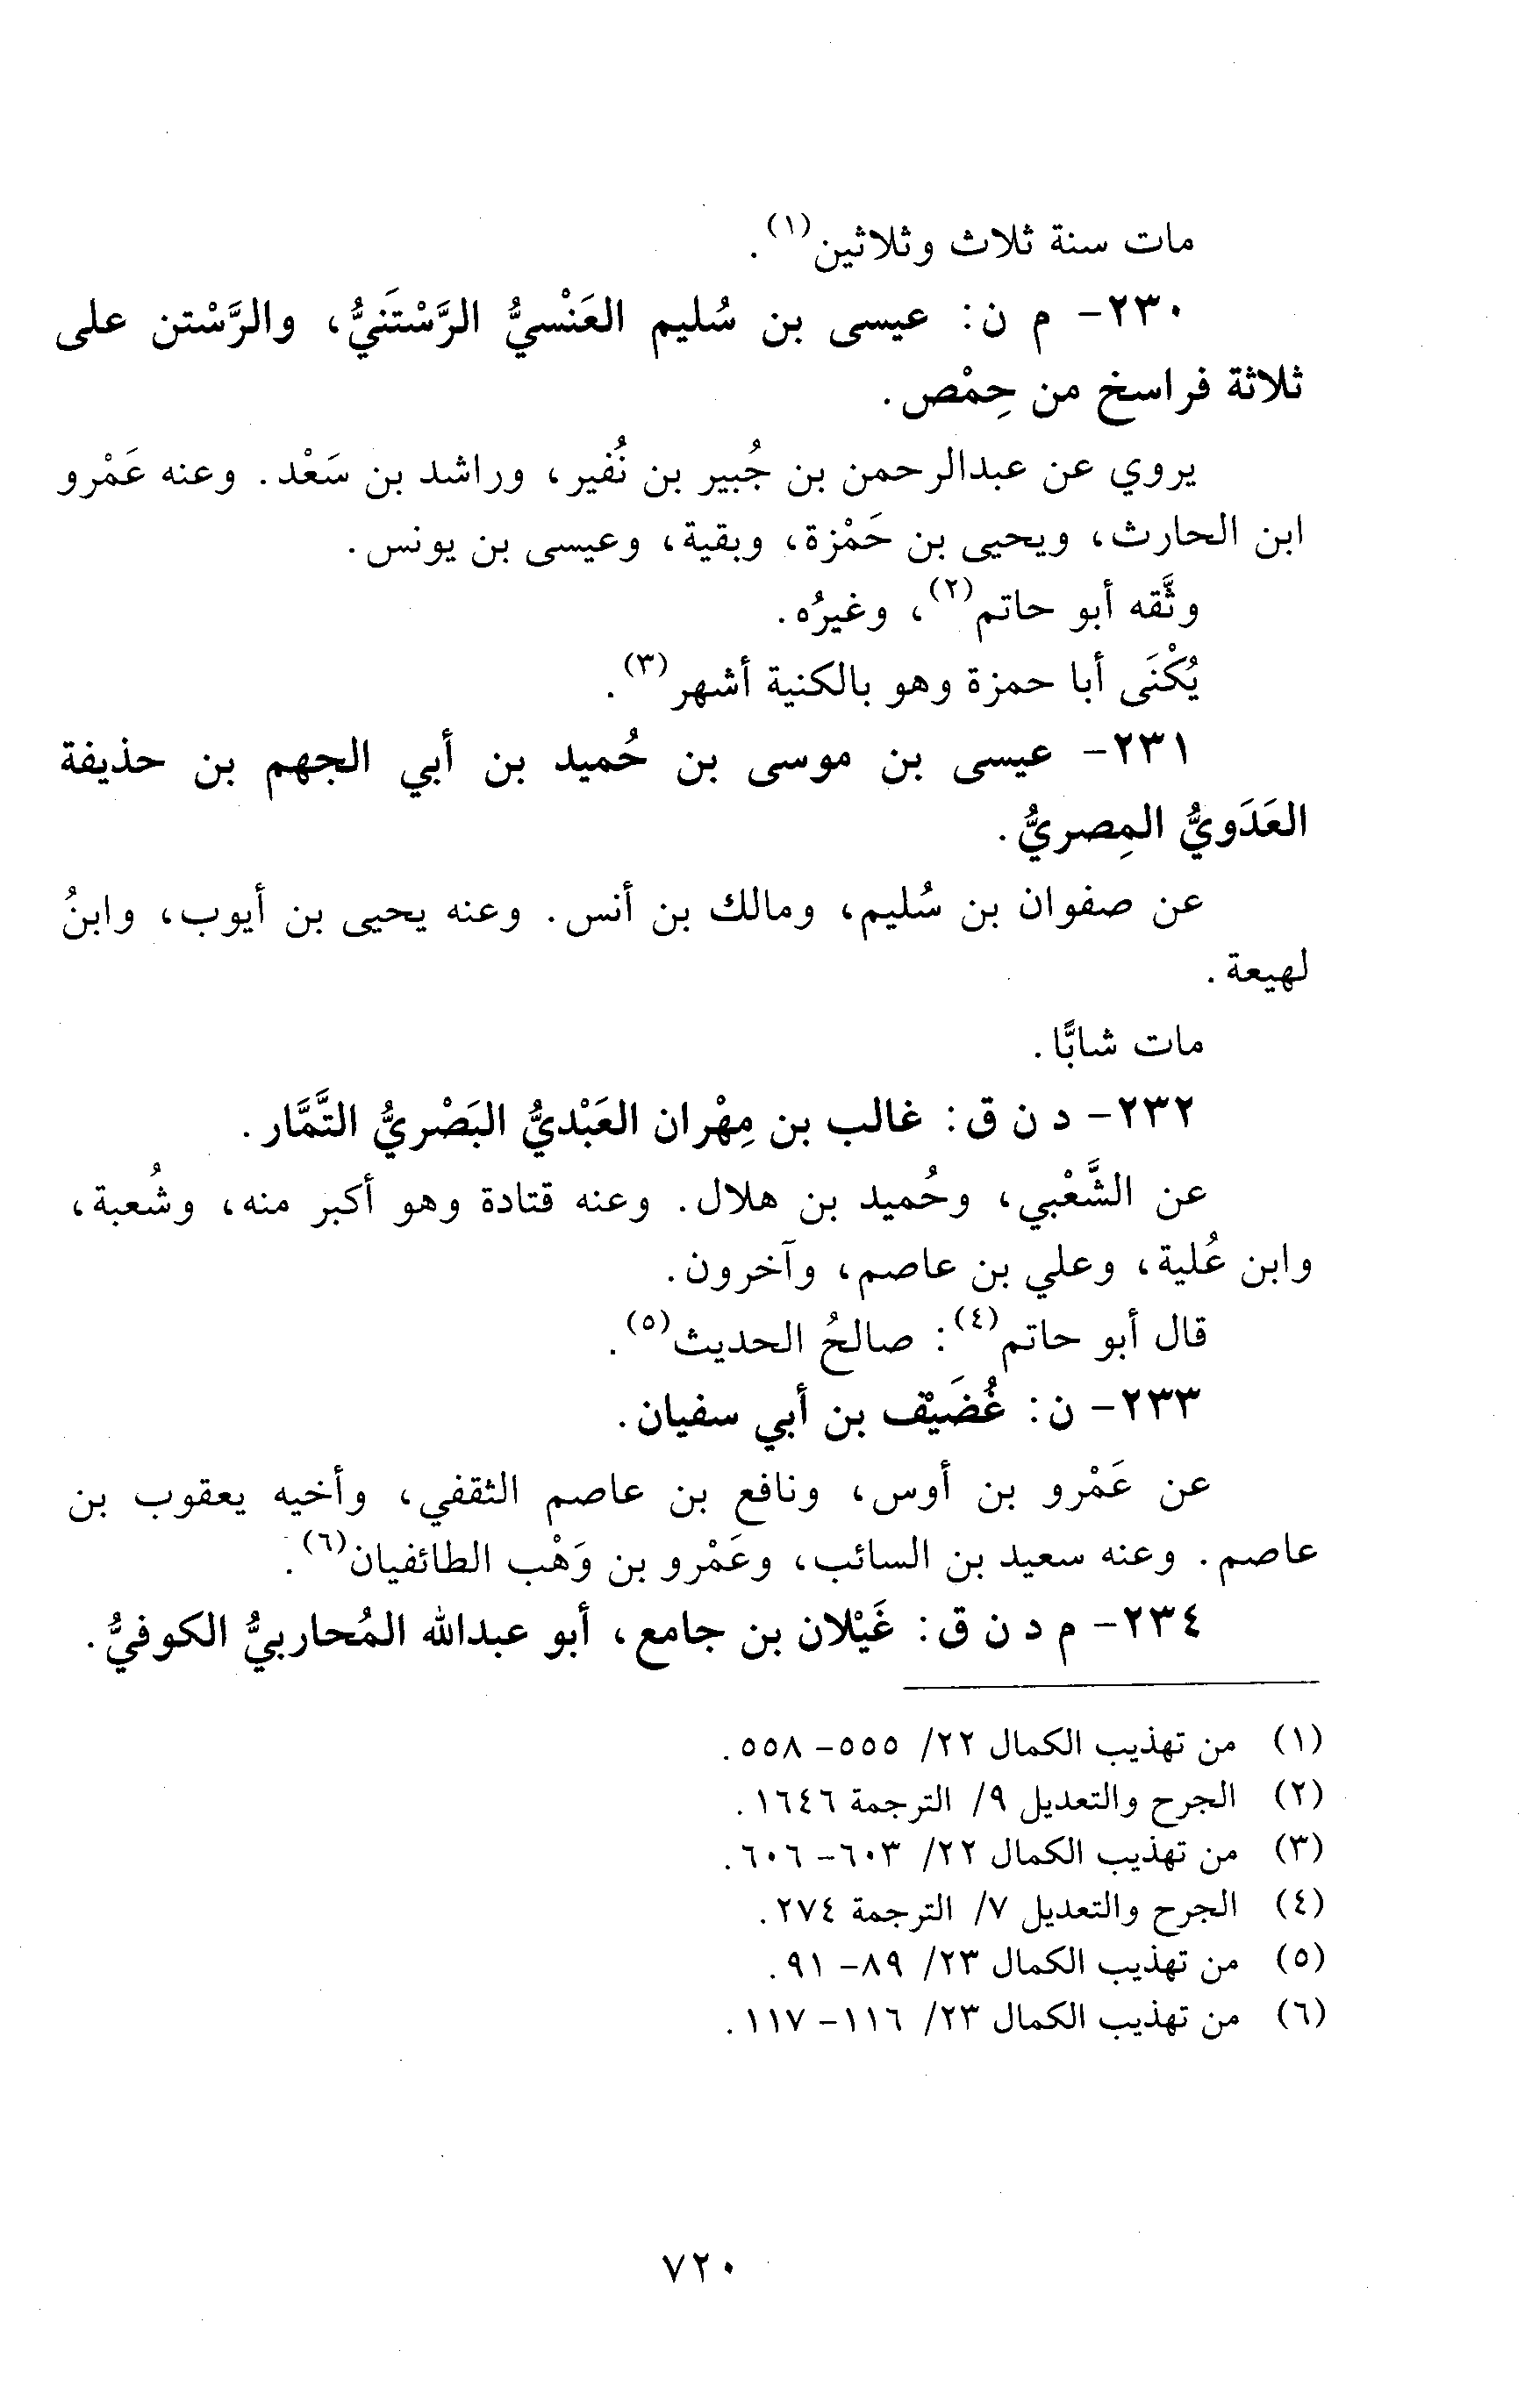 مات سنة ثلاث وثلاثين(١).
٢٣٠- م ن: عيسى بن سُليم العَنْسيُّ الرَّسْتَنيُّ، والرَّسْتن على
ثلاثة فراسخ من حِمْص.
يروي عن عبدالرحمن بن جُبير بن نُفير، وراشد بن سَعْد. وعنه عَمْرو
ابن الحارث، ويحيى بن حَمْزة، وبقية، وعيسى بن يونس.
وثَّقه أبو حاتم(٢)، وغيرُه.
يُكْنَى أبا حمزة وهو بالكنية أشهر(٣).
٢٣١- عيسى بن موسى بن حُميد بن أبي الجهم بن حذيفة
العَدَويُّ المِصريُّ.
عن صفوان بن سُليم، ومالك بن أنس. وعنه يحيى بن أيوب، وابنُ
لهيعة.
مات شابًّا.
٢٣٢- د ن ق: غالب بن مِهْران العَبْديُّ البَصْريُّ التَّمَّار.
عن الشَّعْبي، وحُميد بن هلال. وعنه قتادة وهو أكبر منه، وشُعبة،
وابن عُلية، وعلي بن عاصم، وآخرون.
قال أبو حاتم(٤): صالحُ الحديث(٥).
٢٣٣- ن: غُضَيْف بن أبي سفيان.
عن عَمْرو بن أوس، ونافع بن عاصم الثقفي، وأخيه يعقوب بن
عاصم. وعنه سعيد بن السائب، وعَمْرو بن وَهْب الطائفيان(٦).
٢٣٤- م د ن ق: غَيْلان بن جامع، أبو عبدالله المُحاربيُّ الكوفيُّ.
(١) من تهذيب الكمال ٢٢/ ٥٥٥- ٥٥٨.
(٢) الجرح والتعديل ٩/ الترجمة ١٦٤٦.
(٣) من تهذيب الكمال ٢٢/ ٦٠٣- ٦٠٦.
(٤) الجرح والتعديل ٧/ الترجمة ٢٧٤.
(٥) من تهذيب الكمال ٢٣/ ٨٩- ٩١.
(٦) من تهذيب الكمال ٢٣/ ١١٦- ١١٧.
٧٢٠